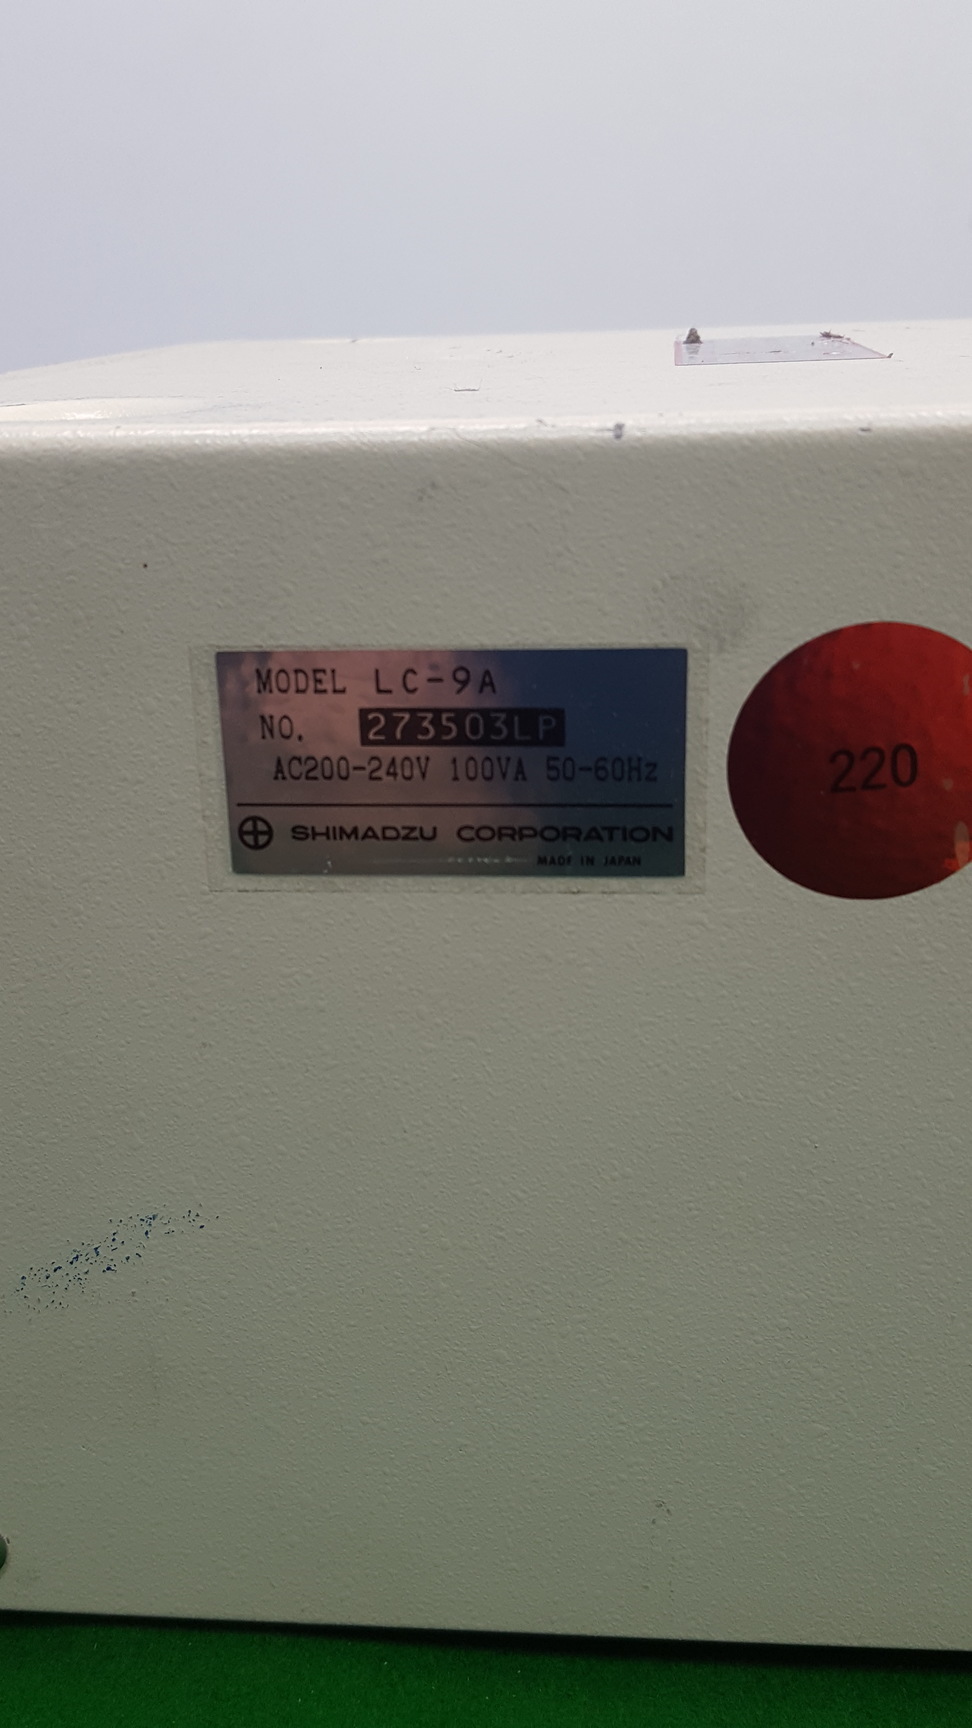 MODEL LC-9A
NO. 273503LP
AC200-240V 100VA 50-60Hz
SHIMADZU CORPORATION
MADE IN JAPAN
220